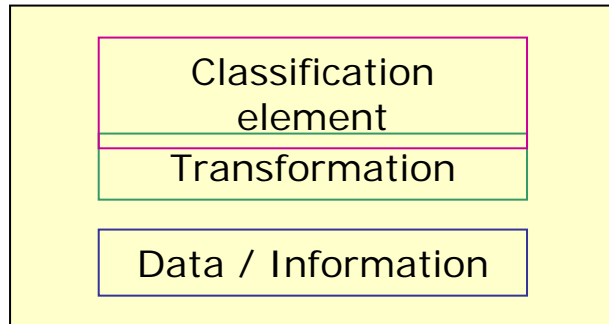 Classification
element
Transformation
Data / Information